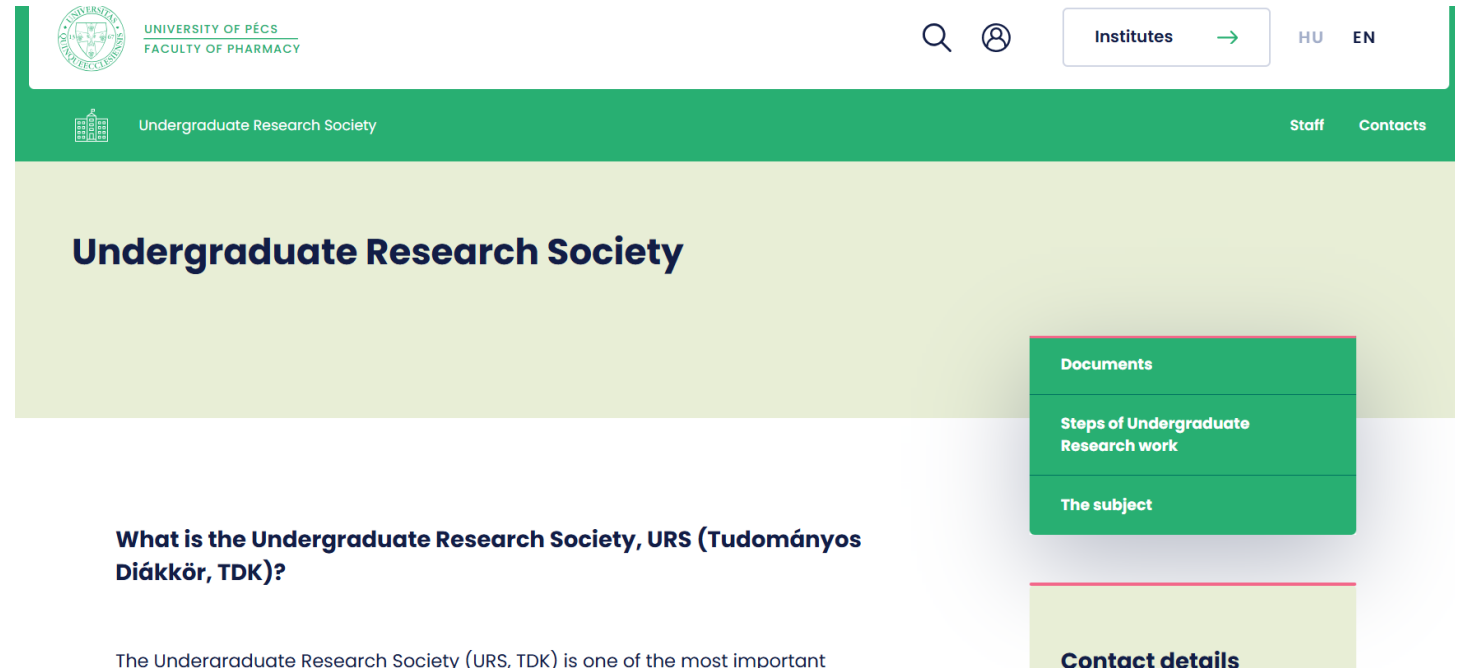 UNIVERSITY OF PÉCS
FACULTY OF PHARMACY
Institutes
HU EN
Undergraduate Research Society
Staff
Contacts
Undergraduate Research Society
Documents
Steps of Undergraduate
Research work
The subject
What is the Undergraduate Research Society, URS (Tudományos
Diákkör, TDK)?
The Undergraduate Research Society (URS, TDK) is one of the most important
Contact details